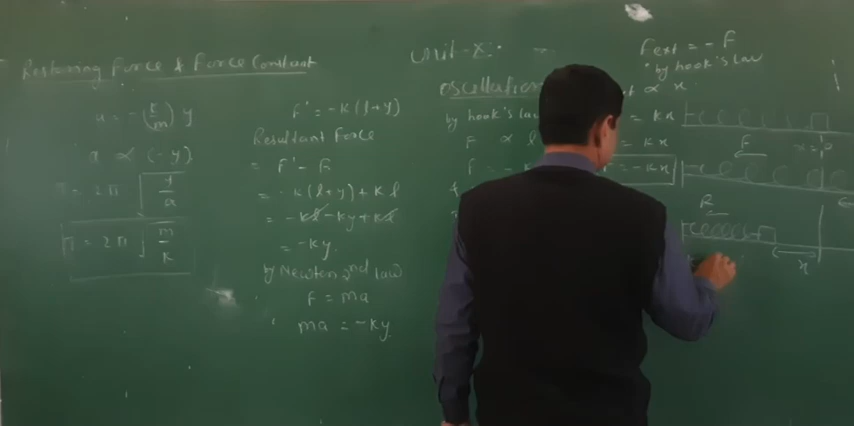 Restoring Force & Force Constant
a = -(k/m) y
a ∝ (-y)
= 2π
= 2π √ m/k
F' = -k(l+y)
Resultant Force
= F' - F
= -k(l+y) + kl
= -kl - ky + kl
= -ky.
by Newton 2nd law
F = ma
ma = -ky.
unit-X:
oscillation
by hook's law
F ∝ l
Fext = -F
by hook's law
∝ x
= kx
= kx
= -kx
F
x=0
R
x